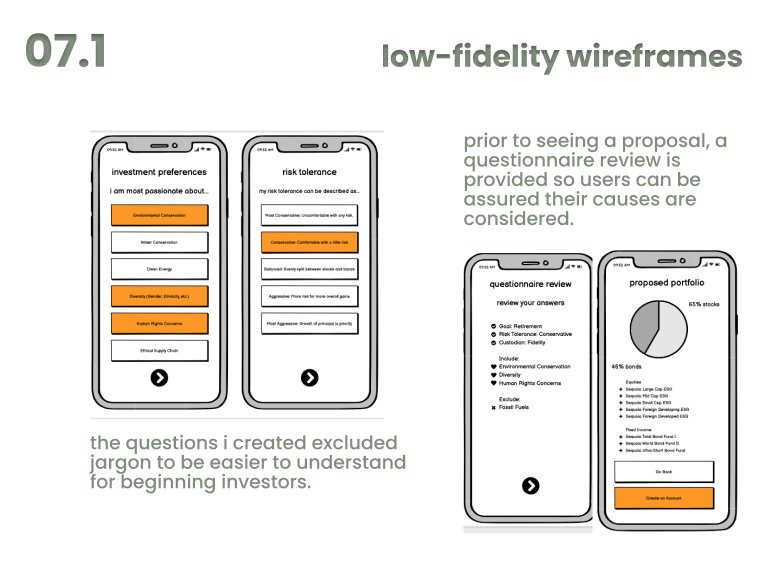 07.1
low-fidelity wireframes
09:52 AM
investment preferences
i am most passionate about...
Environmental Conservation
Water Conservation
Clean Energy
Diversity (Gender, Ethnicity, etc.)
Human Rights Concerns
Ethical Supply Chain
09:52 AM
risk tolerance
my risk tolerance can be described as...
Most Conservative: Uncomfortable with any risk.
Conservative: Comfortable with a little risk
Balanced: Evenly split between stocks and bonds
Aggressive: More risk for more overall gains
Most Aggressive: Growth of principal is priority
the questions i created excluded
jargon to be easier to understand
for beginning investors.
prior to seeing a proposal, a
questionnaire review is
provided so users can be
assured their causes are
considered.
09:52 AM
questionnaire review
review your answers
Goal: Retirement
Risk Tolerance: Conservative
Custodian: Fidelity
Include:
Environmental Conservation
Diversity
Human Rights Concerns
Exclude:
Fossil Fuels
09:52 AM
proposed portfolio
65% stocks
45% bonds
Equities
Sequoia Large Cap ESG
Sequoia Mid Cap ESG
Sequoia Small Cap ESG
Sequoia Foreign Developing ESG
Sequoia Foreign Developed ESG
Fixed Income
Sequoia Total Bond Fund I
Sequoia World Bond Fund II
Sequoia Ultra-Short Bond Fund
Go Back
Create an Account